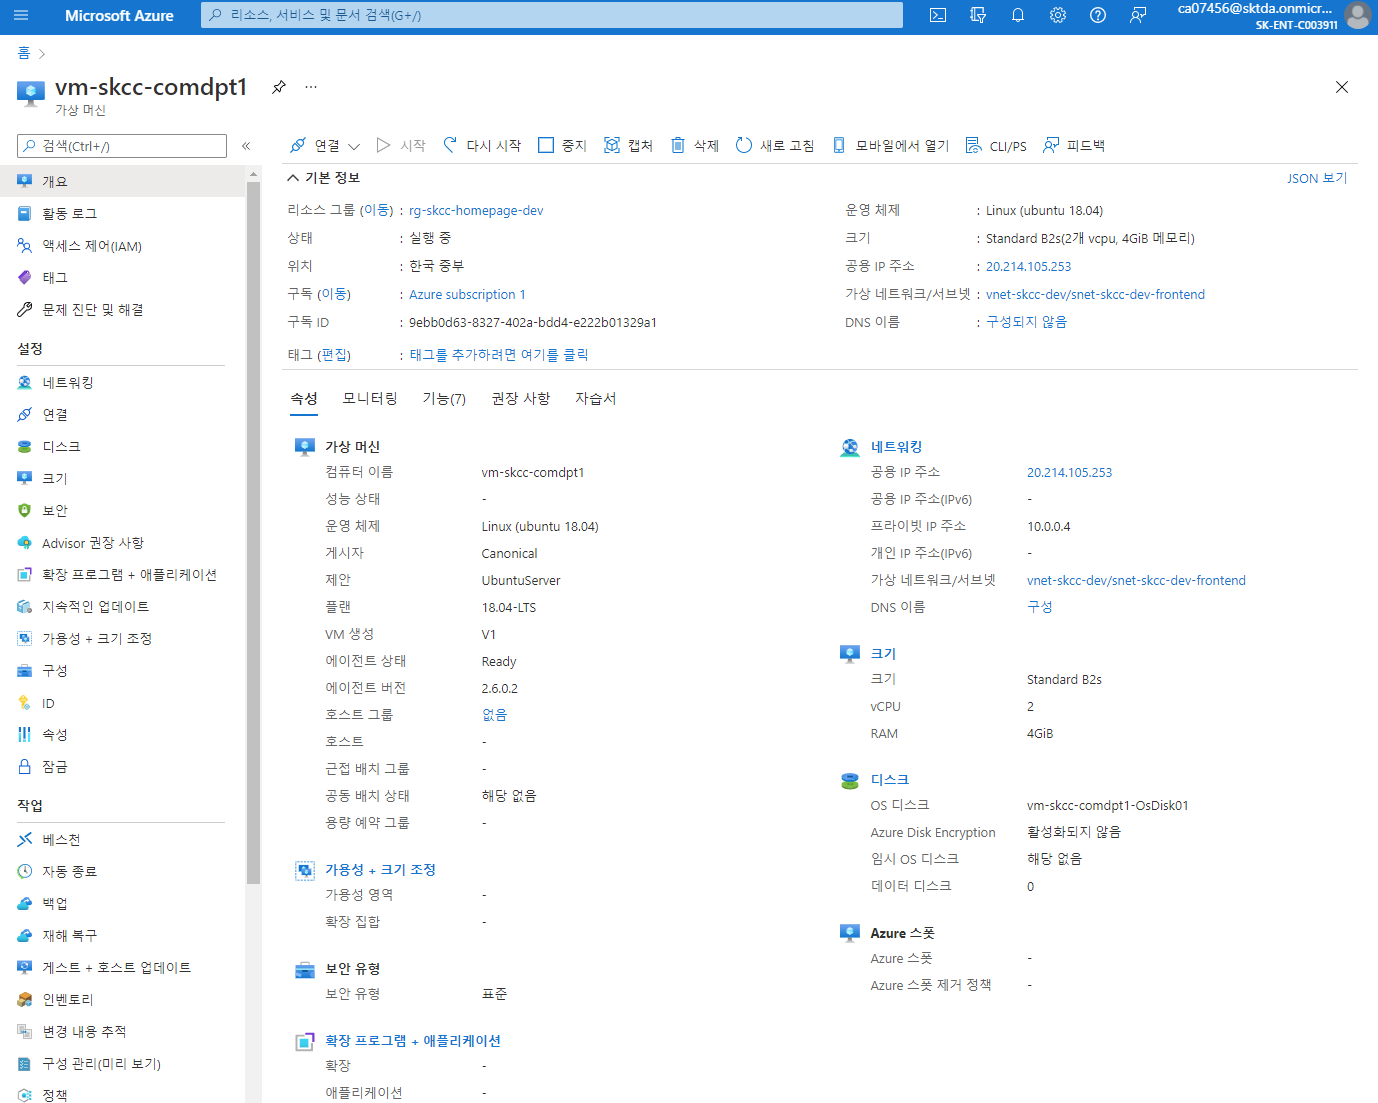 Microsoft Azure
리소스, 서비스 및 문서 검색(G+/)
ca07456@sktda.onmicr...
SK-ENT-C003911
홈
vm-skcc-comdpt1
가상 머신
검색(Ctrl+/)
개요
활동 로그
액세스 제어(IAM)
태그
문제 진단 및 해결
설정
네트워킹
연결
디스크
크기
보안
Advisor 권장 사항
확장 프로그램 + 애플리케이션
지속적인 업데이트
가용성 + 크기 조정
구성
ID
속성
잠금
작업
베스천
자동 종료
백업
재해 복구
게스트 + 호스트 업데이트
인벤토리
변경 내용 추적
구성 관리(미리 보기)
정책
연결 시작 다시 시작 중지 캡처 삭제 새로 고침 모바일에서 열기 CLI/PS 피드백
기본 정보
JSON 보기
리소스 그룹 (이동) : rg-skcc-homepage-dev
상태 : 실행 중
위치 : 한국 중부
구독 (이동) : Azure subscription 1
구독 ID : 9ebb0d63-8327-402a-bdd4-e222b01329a1
태그 (편집) : 태그를 추가하려면 여기를 클릭
운영 체제 : Linux (ubuntu 18.04)
크기 : Standard B2s(2개 vcpu, 4GiB 메모리)
공용 IP 주소 : 20.214.105.253
가상 네트워크/서브넷 : vnet-skcc-dev/snet-skcc-dev-frontend
DNS 이름 : 구성되지 않음
속성 모니터링 기능(7) 권장 사항 자습서
가상 머신
컴퓨터 이름 vm-skcc-comdpt1
성능 상태 -
운영 체제 Linux (ubuntu 18.04)
게시자 Canonical
제안 UbuntuServer
플랜 18.04-LTS
VM 생성 V1
에이전트 상태 Ready
에이전트 버전 2.6.0.2
호스트 그룹 없음
호스트 -
근접 배치 그룹 -
공동 배치 상태 해당 없음
용량 예약 그룹 -
가용성 + 크기 조정
가용성 영역 -
확장 집합 -
보안 유형
보안 유형 표준
확장 프로그램 + 애플리케이션
확장 -
애플리케이션 -
네트워킹
공용 IP 주소 20.214.105.253
공용 IP 주소(IPv6) -
프라이빗 IP 주소 10.0.0.4
개인 IP 주소(IPv6) -
가상 네트워크/서브넷 vnet-skcc-dev/snet-skcc-dev-frontend
DNS 이름 구성
크기
크기 Standard B2s
vCPU 2
RAM 4GiB
디스크
OS 디스크 vm-skcc-comdpt1-OsDisk01
Azure Disk Encryption 활성화되지 않음
임시 OS 디스크 해당 없음
데이터 디스크 0
Azure 스폿
Azure 스폿 -
Azure 스폿 제거 정책 -